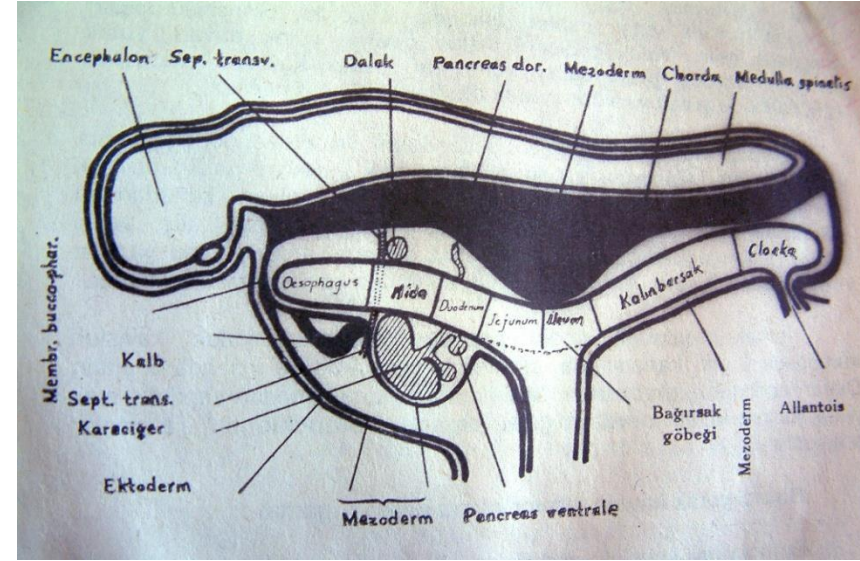 Encephalon Sep. transv. Dalak Pancreas dor. Mezoderm Chorda Medulla spinalis
Oesophagus
Mide
Duodenum
Jejunum
İleum
Kalınbarsak
Cloaka
Membr. bucco-phar.
Kalb
Sept. trans.
Karaciğer
Ektoderm
Mezoderm
Pancreas ventrale
Bağırsak
göbeği
Mezoderm
Allantois